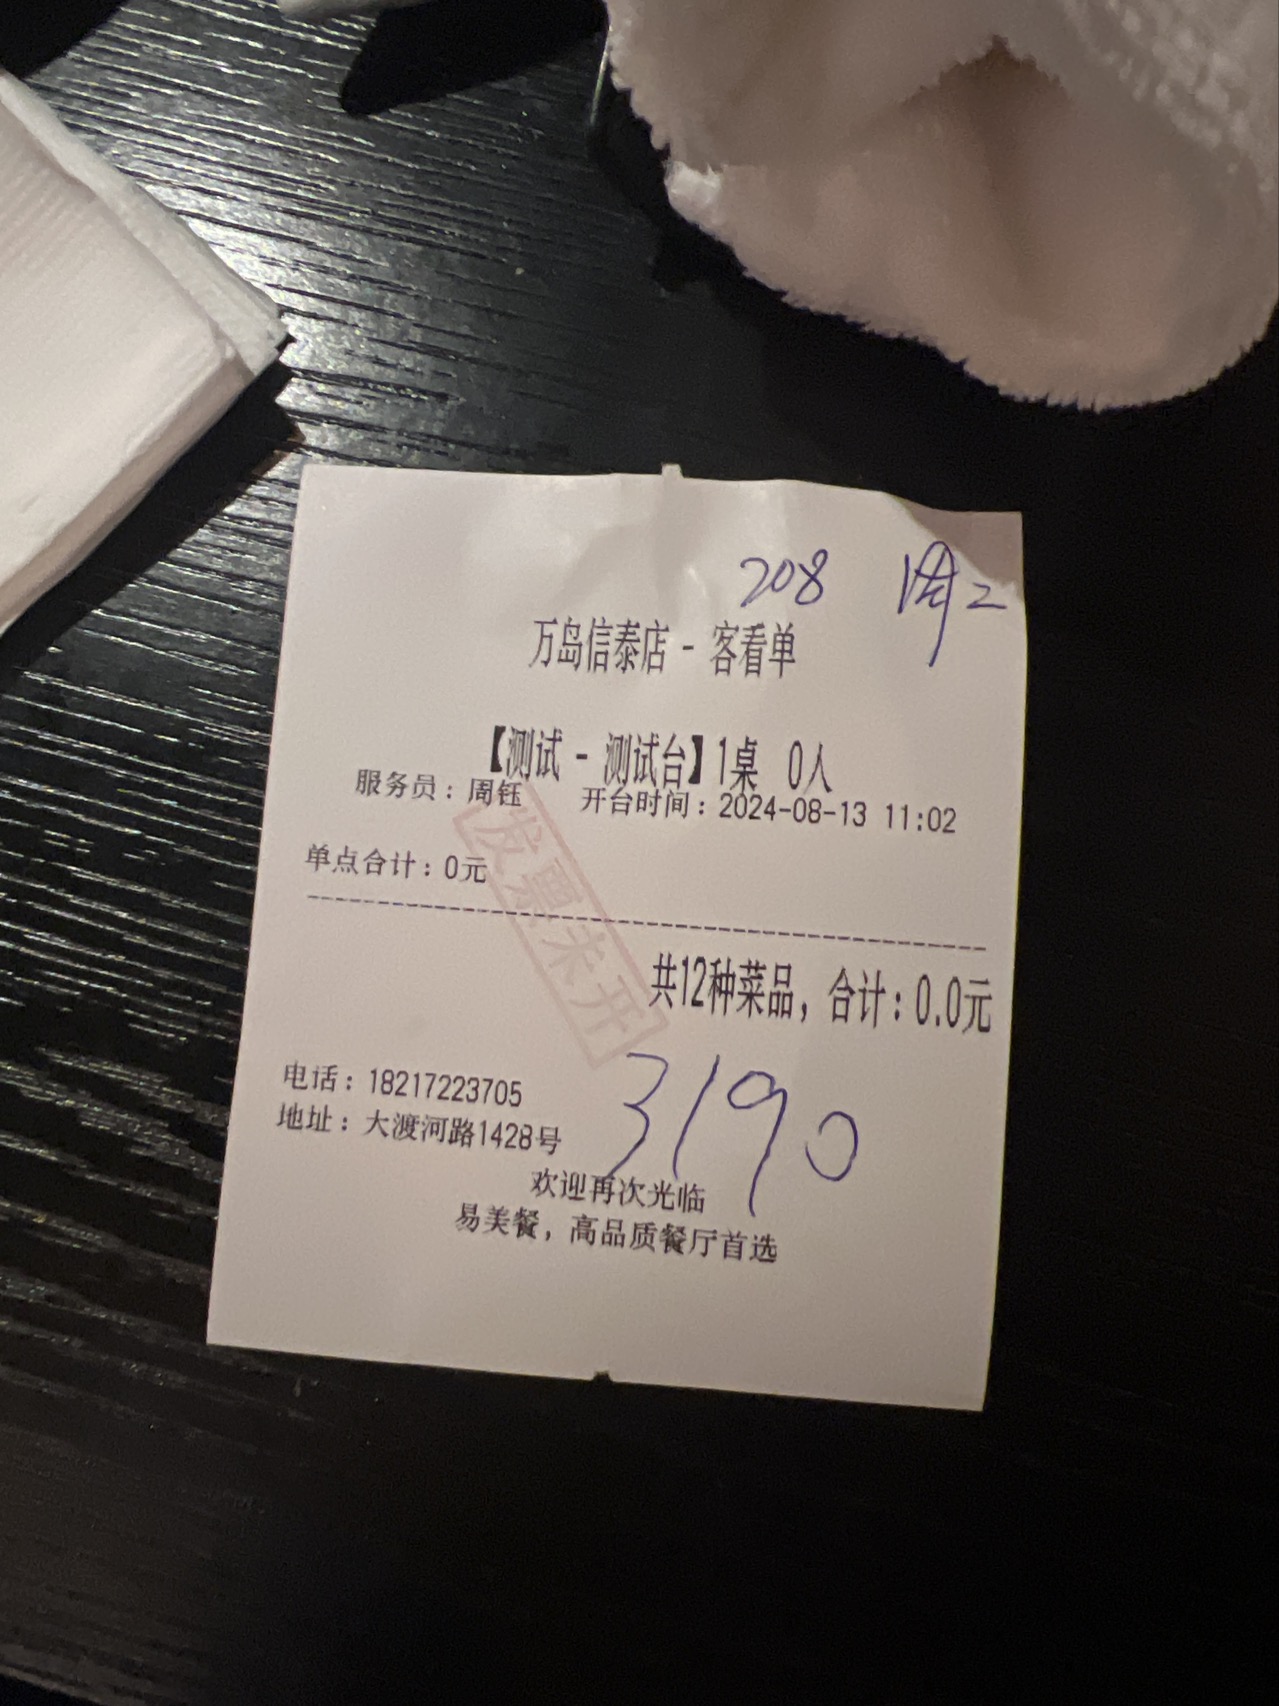 208 周二
万岛信泰店 - 客看单
【测试 - 测试台】1桌 0人
服务员：周钰 开台时间：2024-08-13 11:02
单点合计：0元
发票未开
共12种菜品，合计：0.0元
3190
电话：18217223705
地址：大渡河路1428号
欢迎再次光临
易美餐，高品质餐厅首选